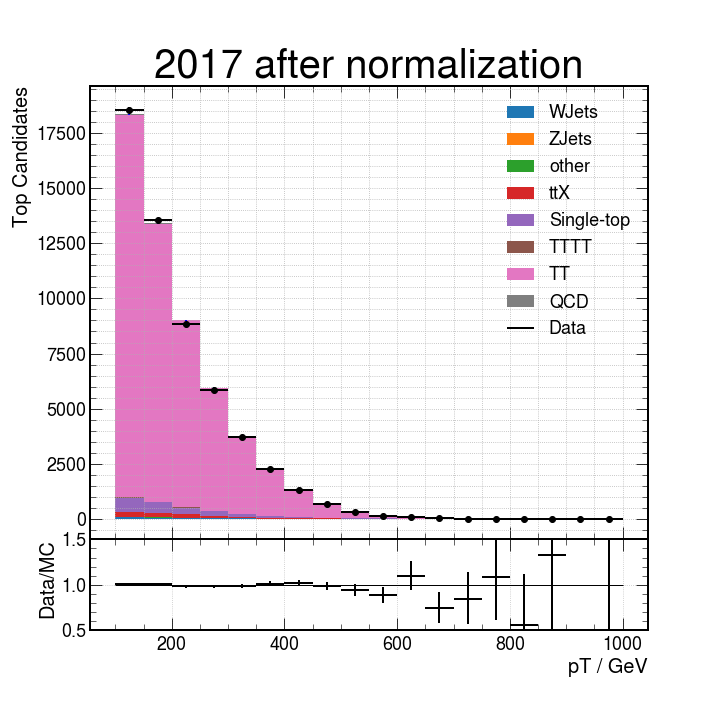 2017 after normalization
Top Candidates
17500
15000
12500
10000
7500
5000
2500
0
WJets
ZJets
other
ttX
Single-top
TTTT
TT
QCD
Data
Data/MC
1.5
1.0
0.5
200 400 600 800 1000
pT / GeV